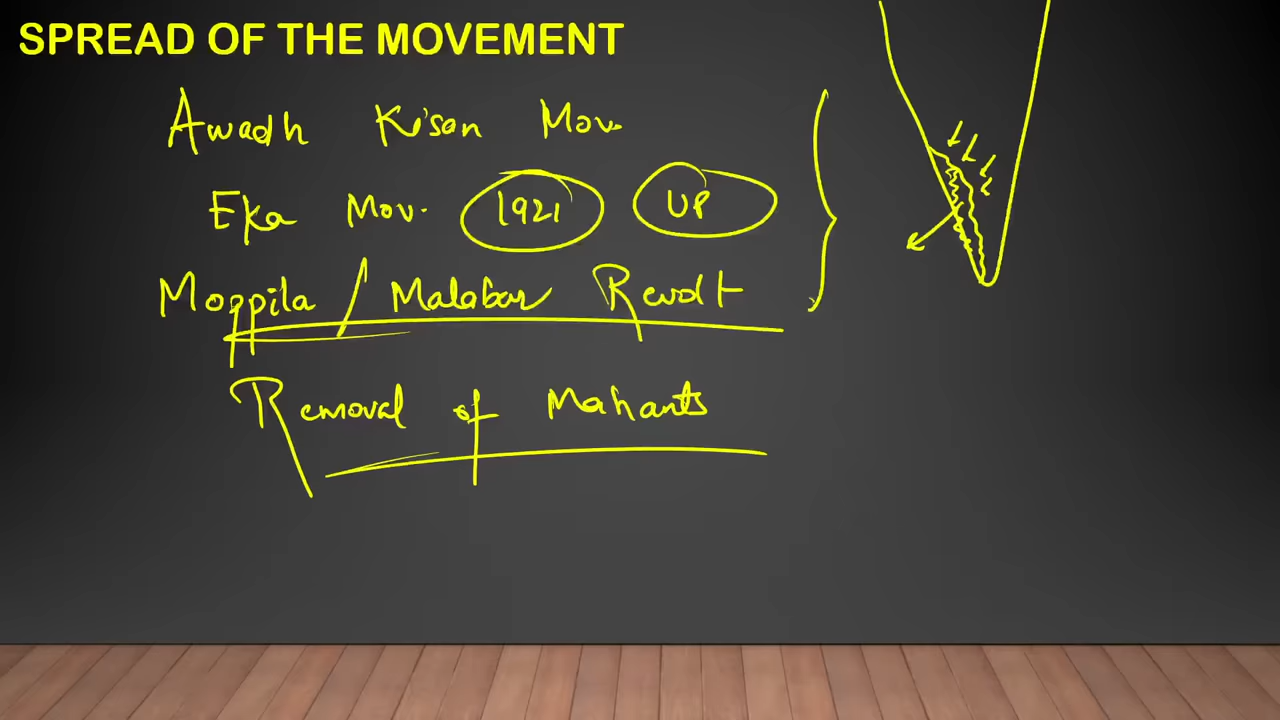 SPREAD OF THE MOVEMENT
Awadh Kisan Mov.
Eka Mov. 1921 UP
Moppila / Malabar Revolt
Removal of Mahants